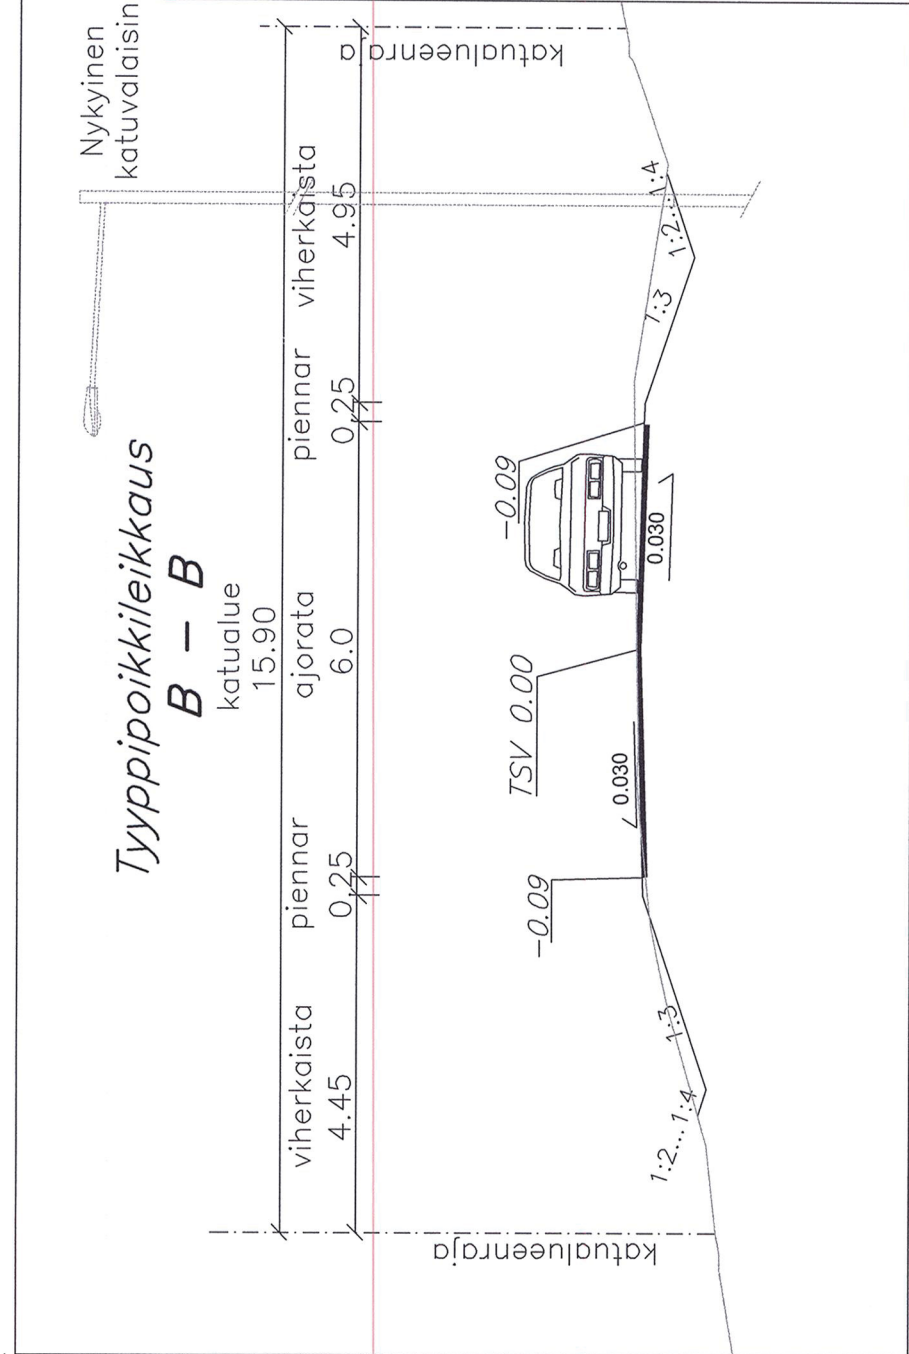 Tyyppipoikkileikkaus
B – B
Nykyinen
katuvalaisin
katualue
15.90
viherkaista
4.45
piennar
0,25
ajorata
6.0
piennar
0,25
viherkaista
4.95
katualueenraja
katualueenraja
-0.09
TSV 0.00
-0.09
0.030
0.030
1:2...1:4
1:3
1:3
1:2...1:4